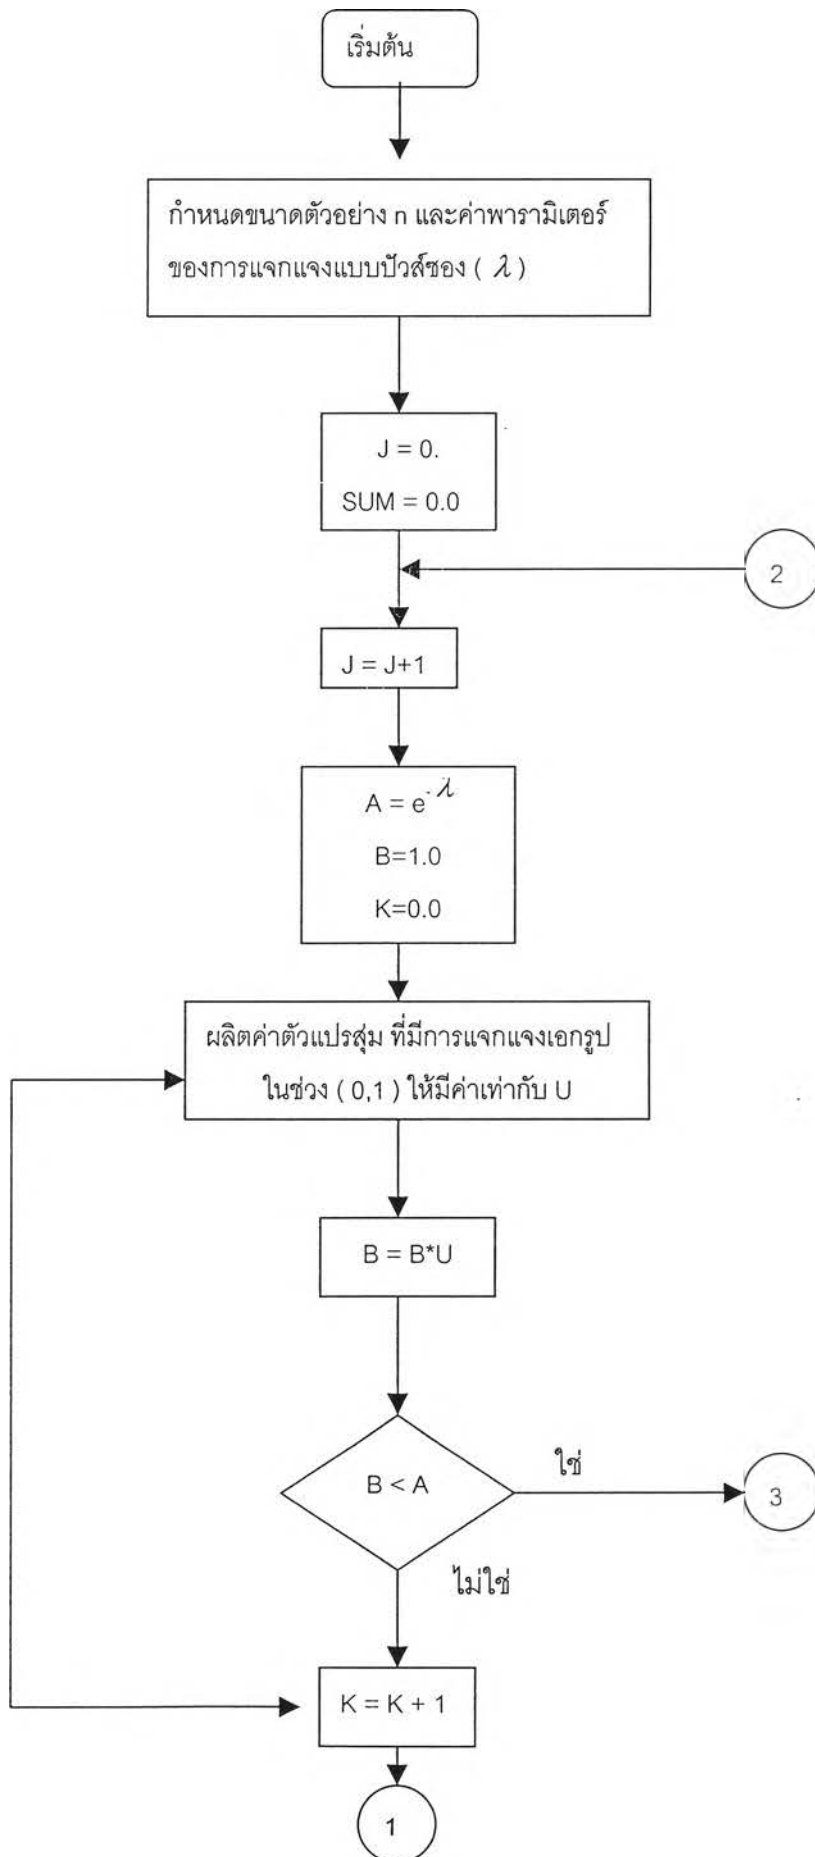 เริ่มต้น
กำหนดขนาดตัวอย่าง n และค่าพารามิเตอร์
ของการแจกแจงแบบปัวส์ซอง ( λ )
J = 0.
SUM = 0.0
2
J = J+1
A = e^-λ
B=1.0
K=0.0
ผลิตค่าตัวแปรสุ่ม ที่มีการแจกแจงเอกรูป
ในช่วง ( 0,1 ) ให้มีค่าเท่ากับ U
B = B*U
B < A
ใช่
3
ไม่ใช่
K = K + 1
1